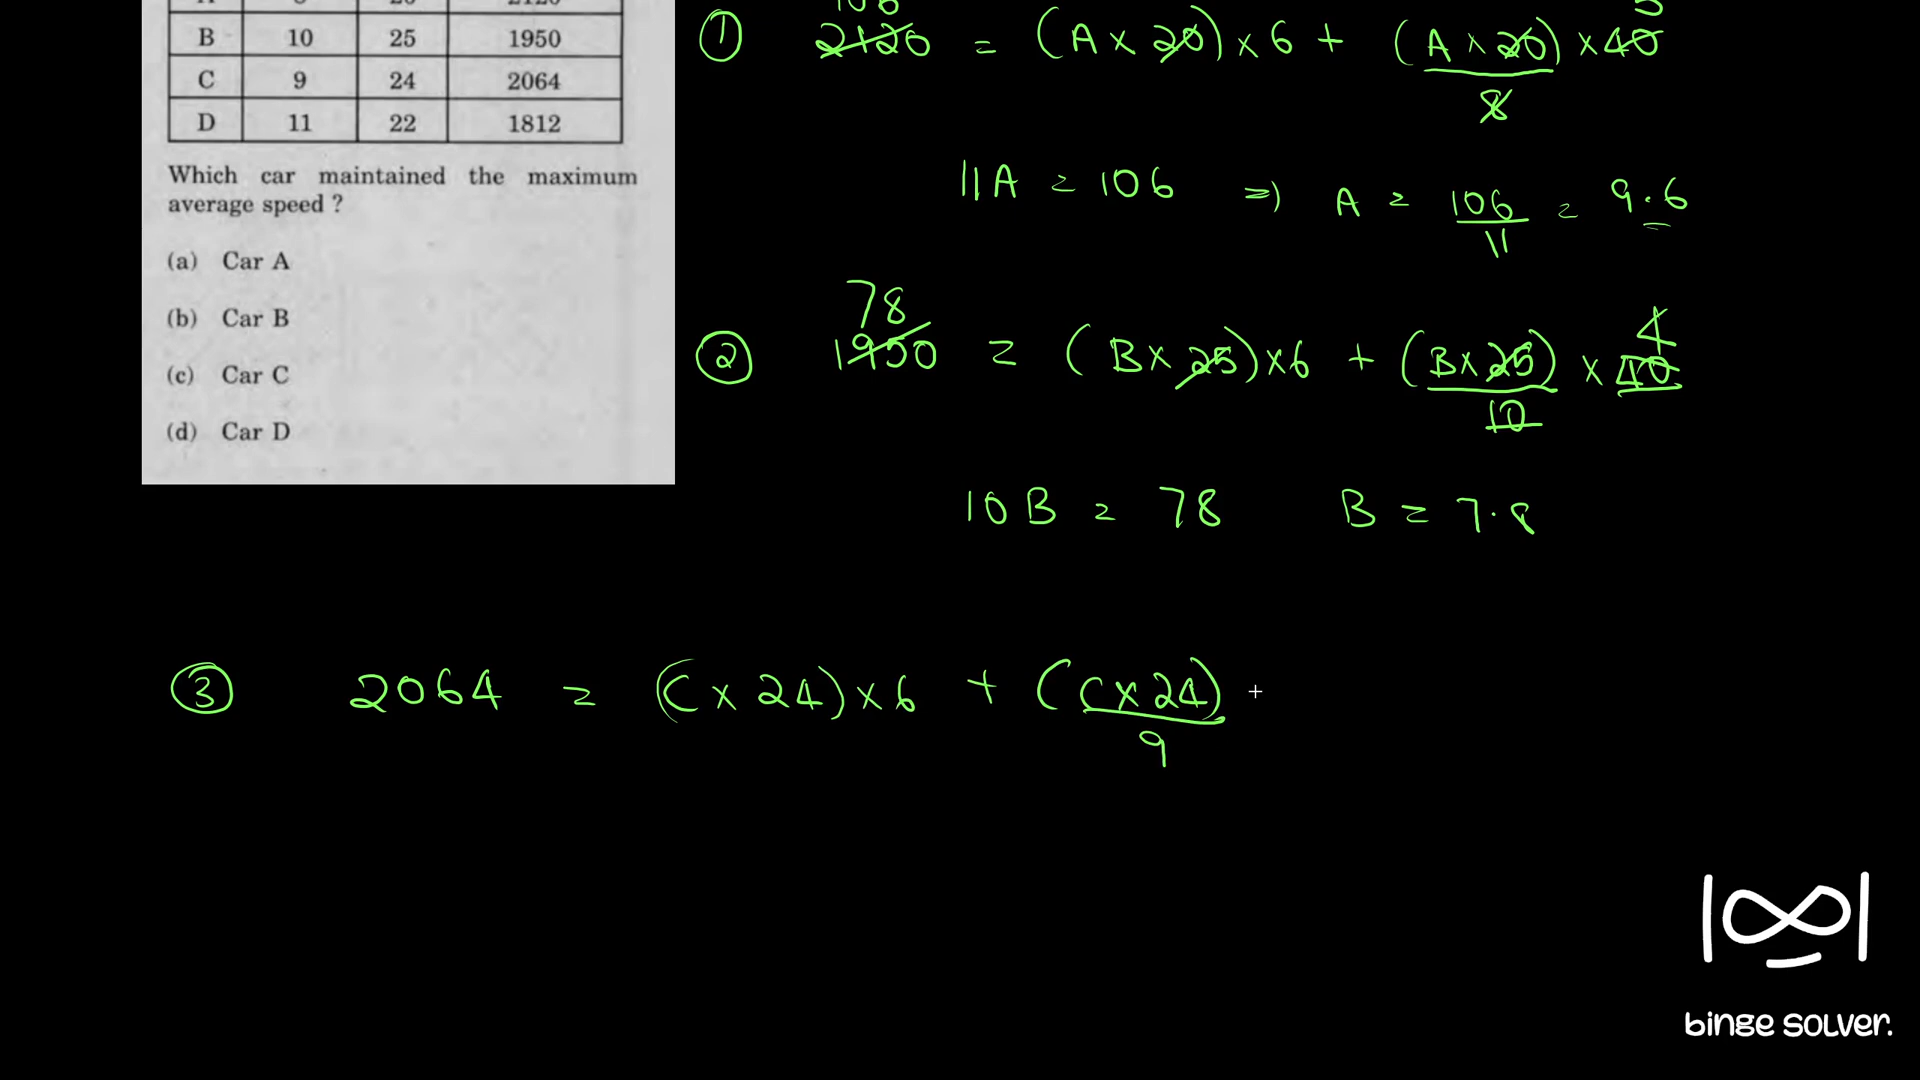 B 10 25 1950
C 9 24 2064
D 11 22 1812
Which car maintained the maximum
average speed ?
(a) Car A
(b) Car B
(c) Car C
(d) Car D
① 2120 = (A × 20) × 6 + (A × 20) × 40
8
11A = 106 ⇒ A = 106 = 9.6
11
78
4
② 1950 = (B × 25) × 6 + (B × 25) × 40
10
10B = 78 B = 7.8
③ 2064 = (C × 24) × 6 + (C × 24)
9
binge solver.